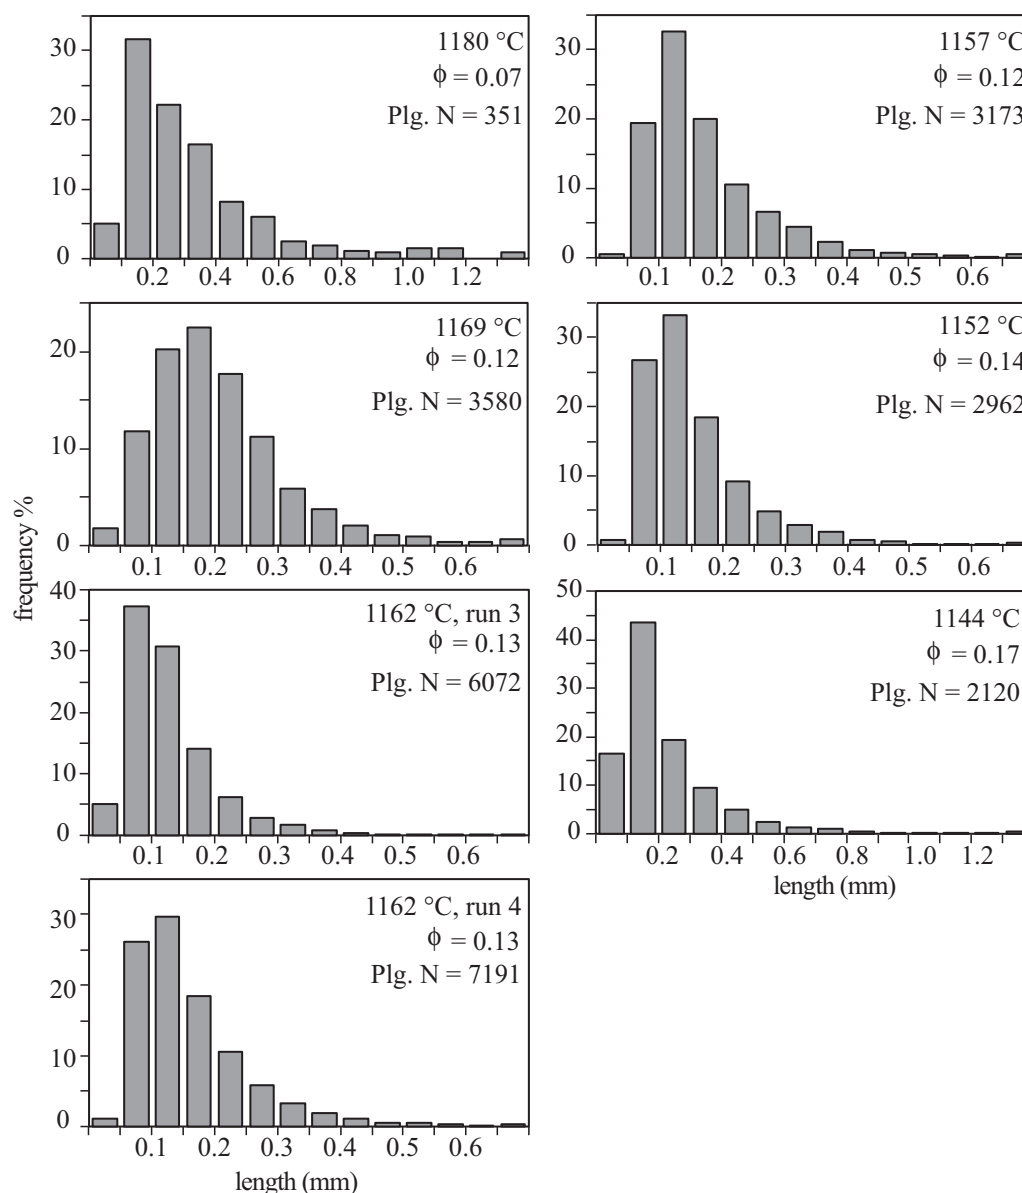 30
20
10
0
1180 °C
ϕ = 0.07
Plg. N = 351
0.2 0.4 0.6 0.8 1.0 1.2
30
20
10
0
1157 °C
ϕ = 0.12
Plg. N = 3173
0.1 0.2 0.3 0.4 0.5 0.6
20
10
0
1169 °C
ϕ = 0.12
Plg. N = 3580
0.1 0.2 0.3 0.4 0.5 0.6
30
20
10
0
1152 °C
ϕ = 0.14
Plg. N = 2962
0.1 0.2 0.3 0.4 0.5 0.6
frequency %
40
30
20
10
0
1162 °C, run 3
ϕ = 0.13
Plg. N = 6072
0.1 0.2 0.3 0.4 0.5 0.6
50
40
30
20
10
0
1144 °C
ϕ = 0.17
Plg. N = 2120
0.2 0.4 0.6 0.8 1.0 1.2
length (mm)
30
20
10
0
1162 °C, run 4
ϕ = 0.13
Plg. N = 7191
0.1 0.2 0.3 0.4 0.5 0.6
length (mm)